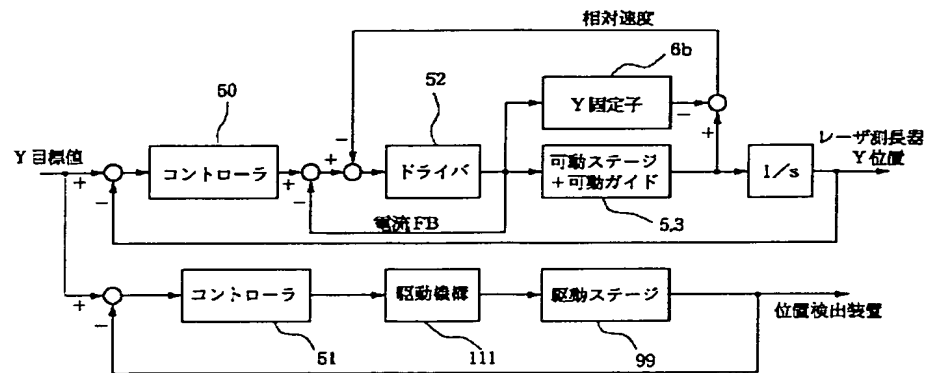 相対速度
6b
52
50
Y固定子
−
−
+
レーザ測長器
Y目標値
Y位置
+
コントローラ
+
+
ドライバ
可動ステージ
+可動ガイド
1/s
−
−
電流FB
5,3
+
コントローラ
駆動機構
駆動ステージ
−
位置検出装置
51
111
99